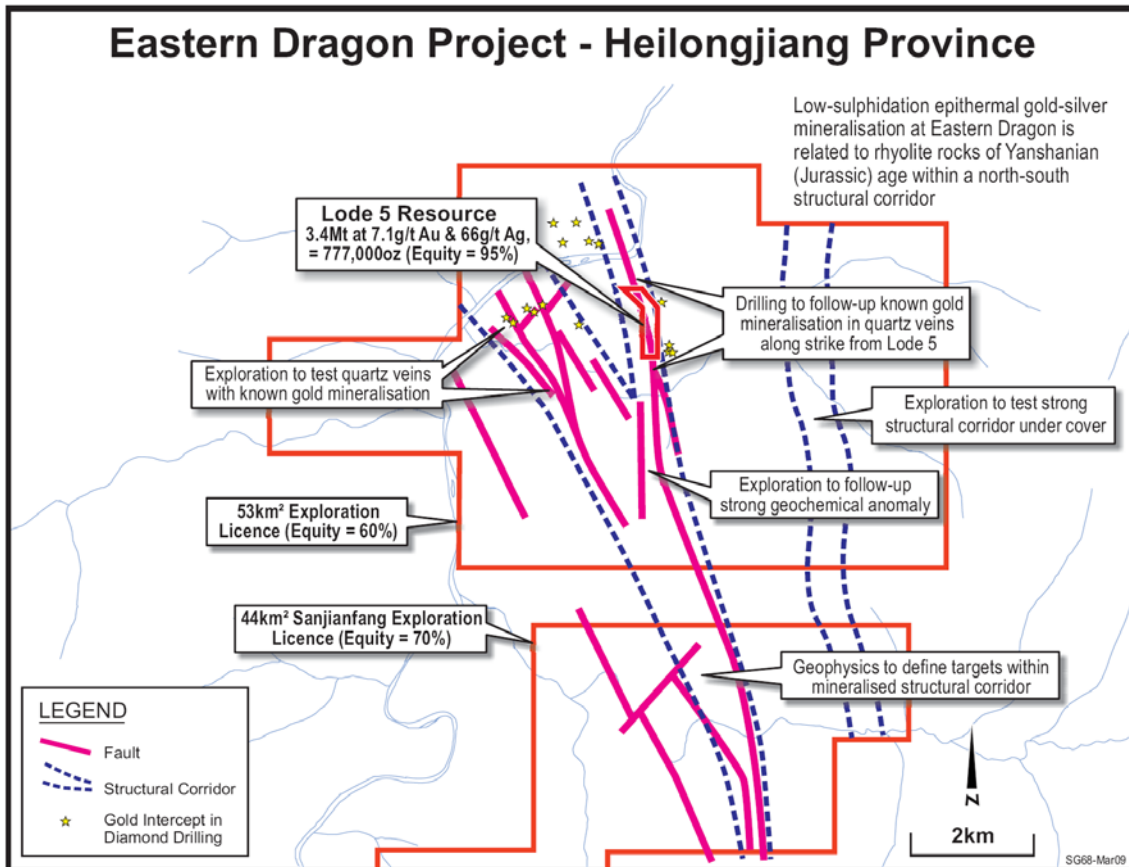 Eastern Dragon Project - Heilongjiang Province
Low-sulphidation epithermal gold-silver
mineralisation at Eastern Dragon is
related to rhyolite rocks of Yanshanian
(Jurassic) age within a north-south
structural corridor
Lode 5 Resource
3.4Mt at 7.1g/t Au & 66g/t Ag,
= 777,000oz (Equity = 95%)
Drilling to follow-up known gold
mineralisation in quartz veins
along strike from Lode 5
Exploration to test quartz veins
with known gold mineralisation
Exploration to test strong
structural corridor under cover
Exploration to follow-up
strong geochemical anomaly
53km² Exploration
Licence (Equity = 60%)
44km² Sanjianfang Exploration
Licence (Equity = 70%)
Geophysics to define targets within
mineralised structural corridor
LEGEND
Fault
Structural Corridor
Gold Intercept in
Diamond Drilling
N
2km
SG68-Mar09